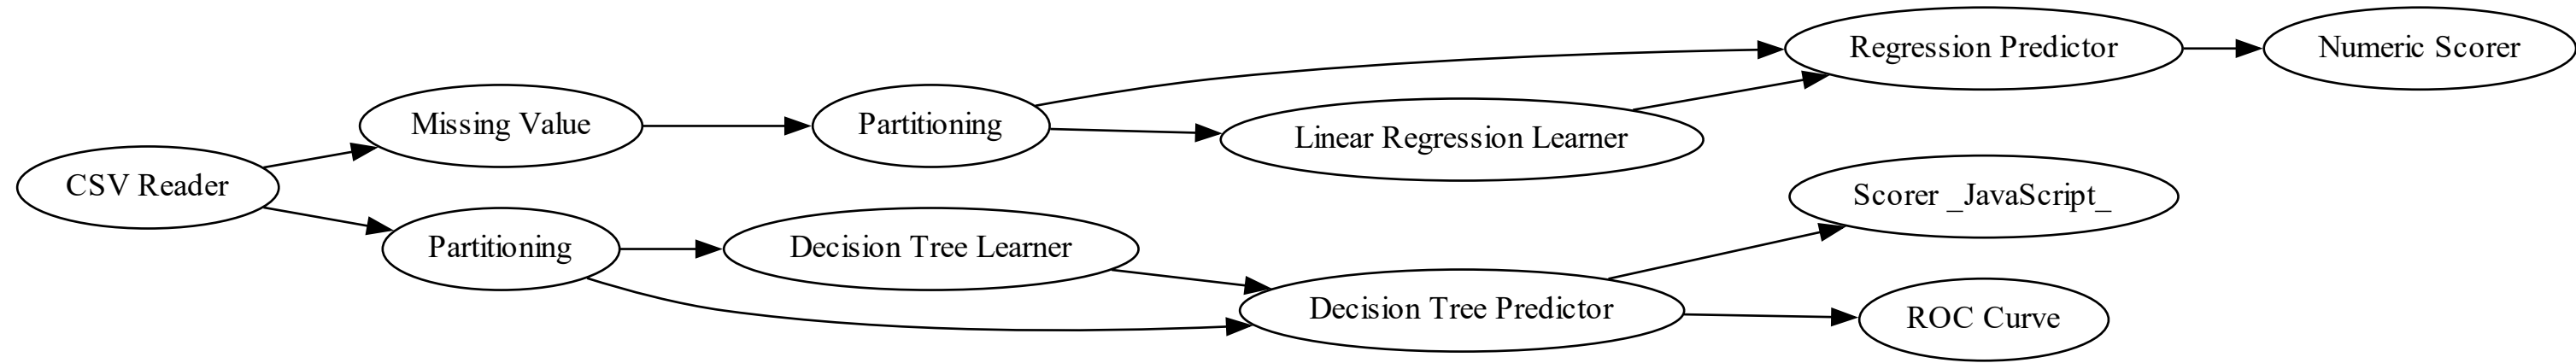 Regression Predictor
Numeric Scorer
Missing Value
Partitioning
Linear Regression Learner
CSV Reader
Scorer _JavaScript_
Partitioning
Decision Tree Learner
Decision Tree Predictor
ROC Curve